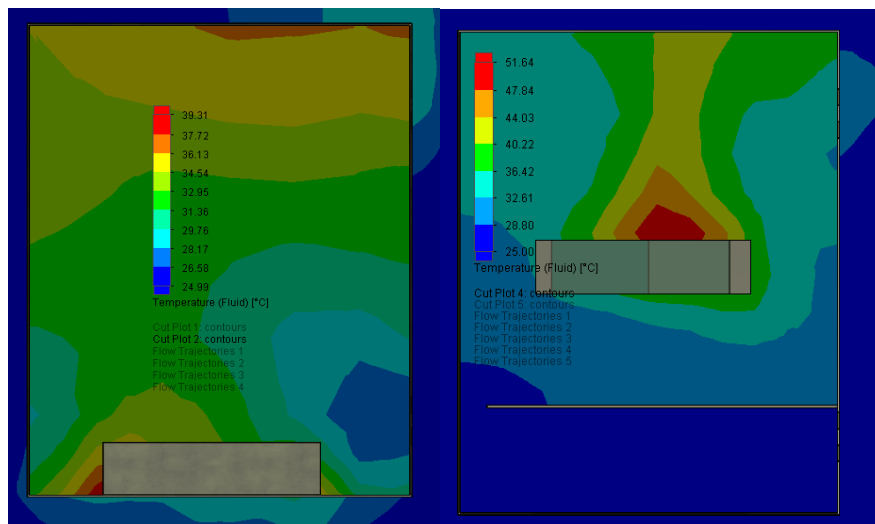 39.31
37.72
36.13
34.54
32.95
31.36
29.76
28.17
26.58
24.99
Temperature (Fluid) [°C]
Cut Plot 1: contours
Cut Plot 2: contours
Flow Trajectories 1
Flow Trajectories 2
Flow Trajectories 3
Flow Trajectories 4
51.64
47.84
44.03
40.22
36.42
32.61
28.80
25.00
Temperature (Fluid) [°C]
Cut Plot 4: contours
Cut Plot 5: contours
Flow Trajectories 1
Flow Trajectories 2
Flow Trajectories 3
Flow Trajectories 4
Flow Trajectories 5